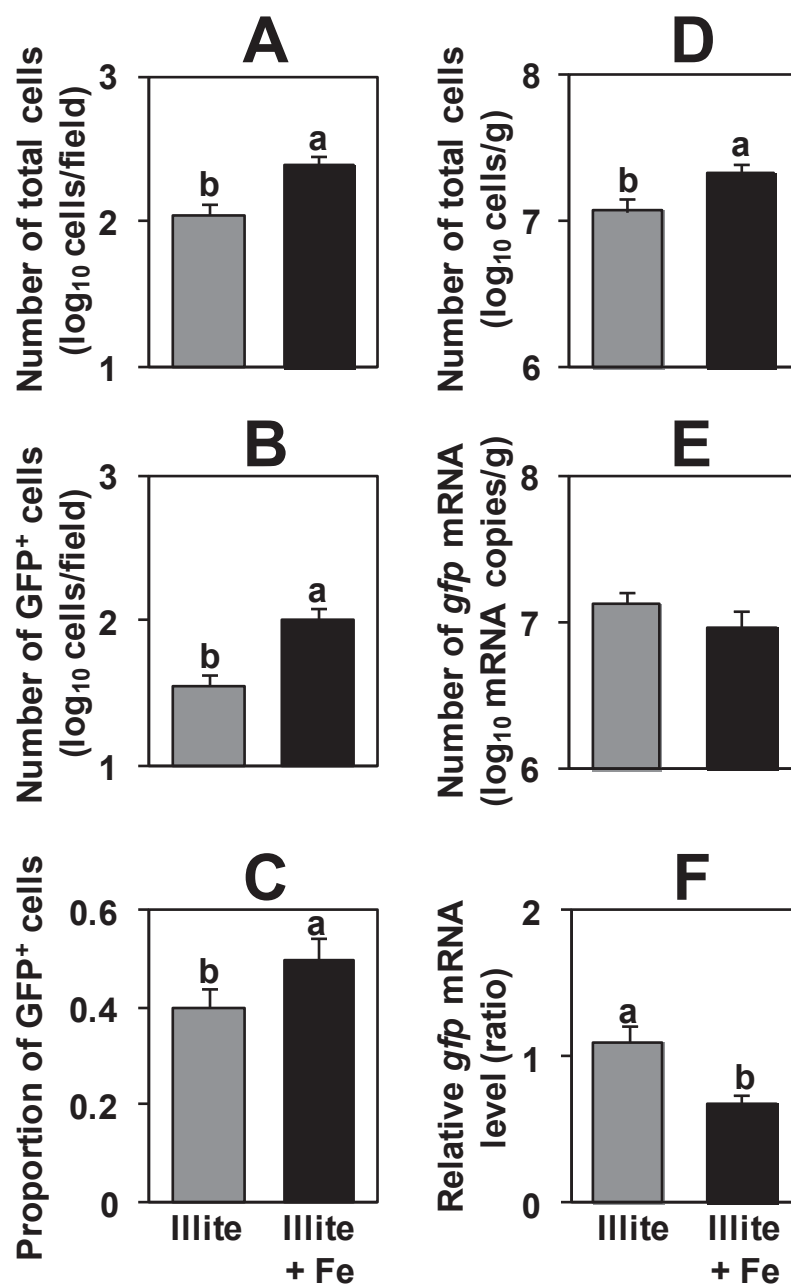 A
Number of total cells
(log₁₀ cells/field)
3
2
1
b
a
D
Number of total cells
(log₁₀ cells/g)
8
7
6
b
a
B
Number of GFP⁺ cells
(log₁₀ cells/field)
3
2
1
b
a
E
Number of gfp mRNA
(log₁₀ mRNA copies/g)
8
7
6
C
Proportion of GFP⁺ cells
0.6
0.4
0.2
0
b
a
Illite
Illite
+ Fe
F
Relative gfp mRNA
level (ratio)
2
1
0
a
b
Illite
Illite
+ Fe